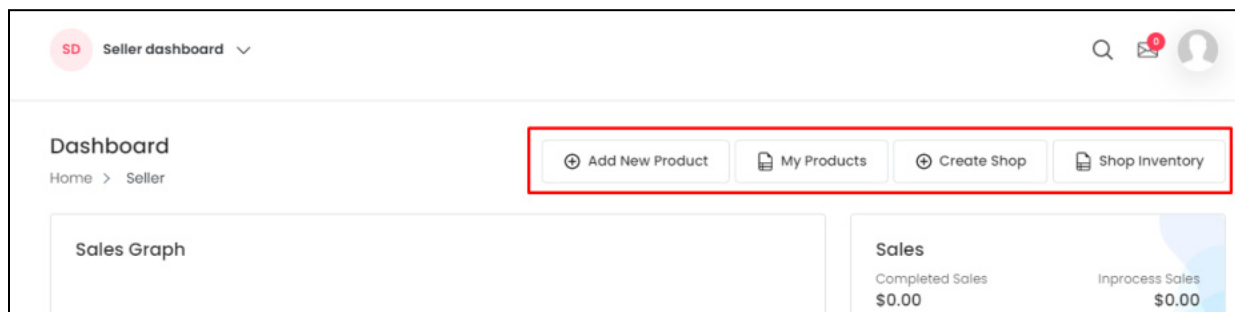 SD Seller dashboard
0
Dashboard
Home > Seller
Add New Product My Products Create Shop Shop Inventory
Sales Graph
Sales
Completed Sales Inprocess Sales
$0.00 $0.00